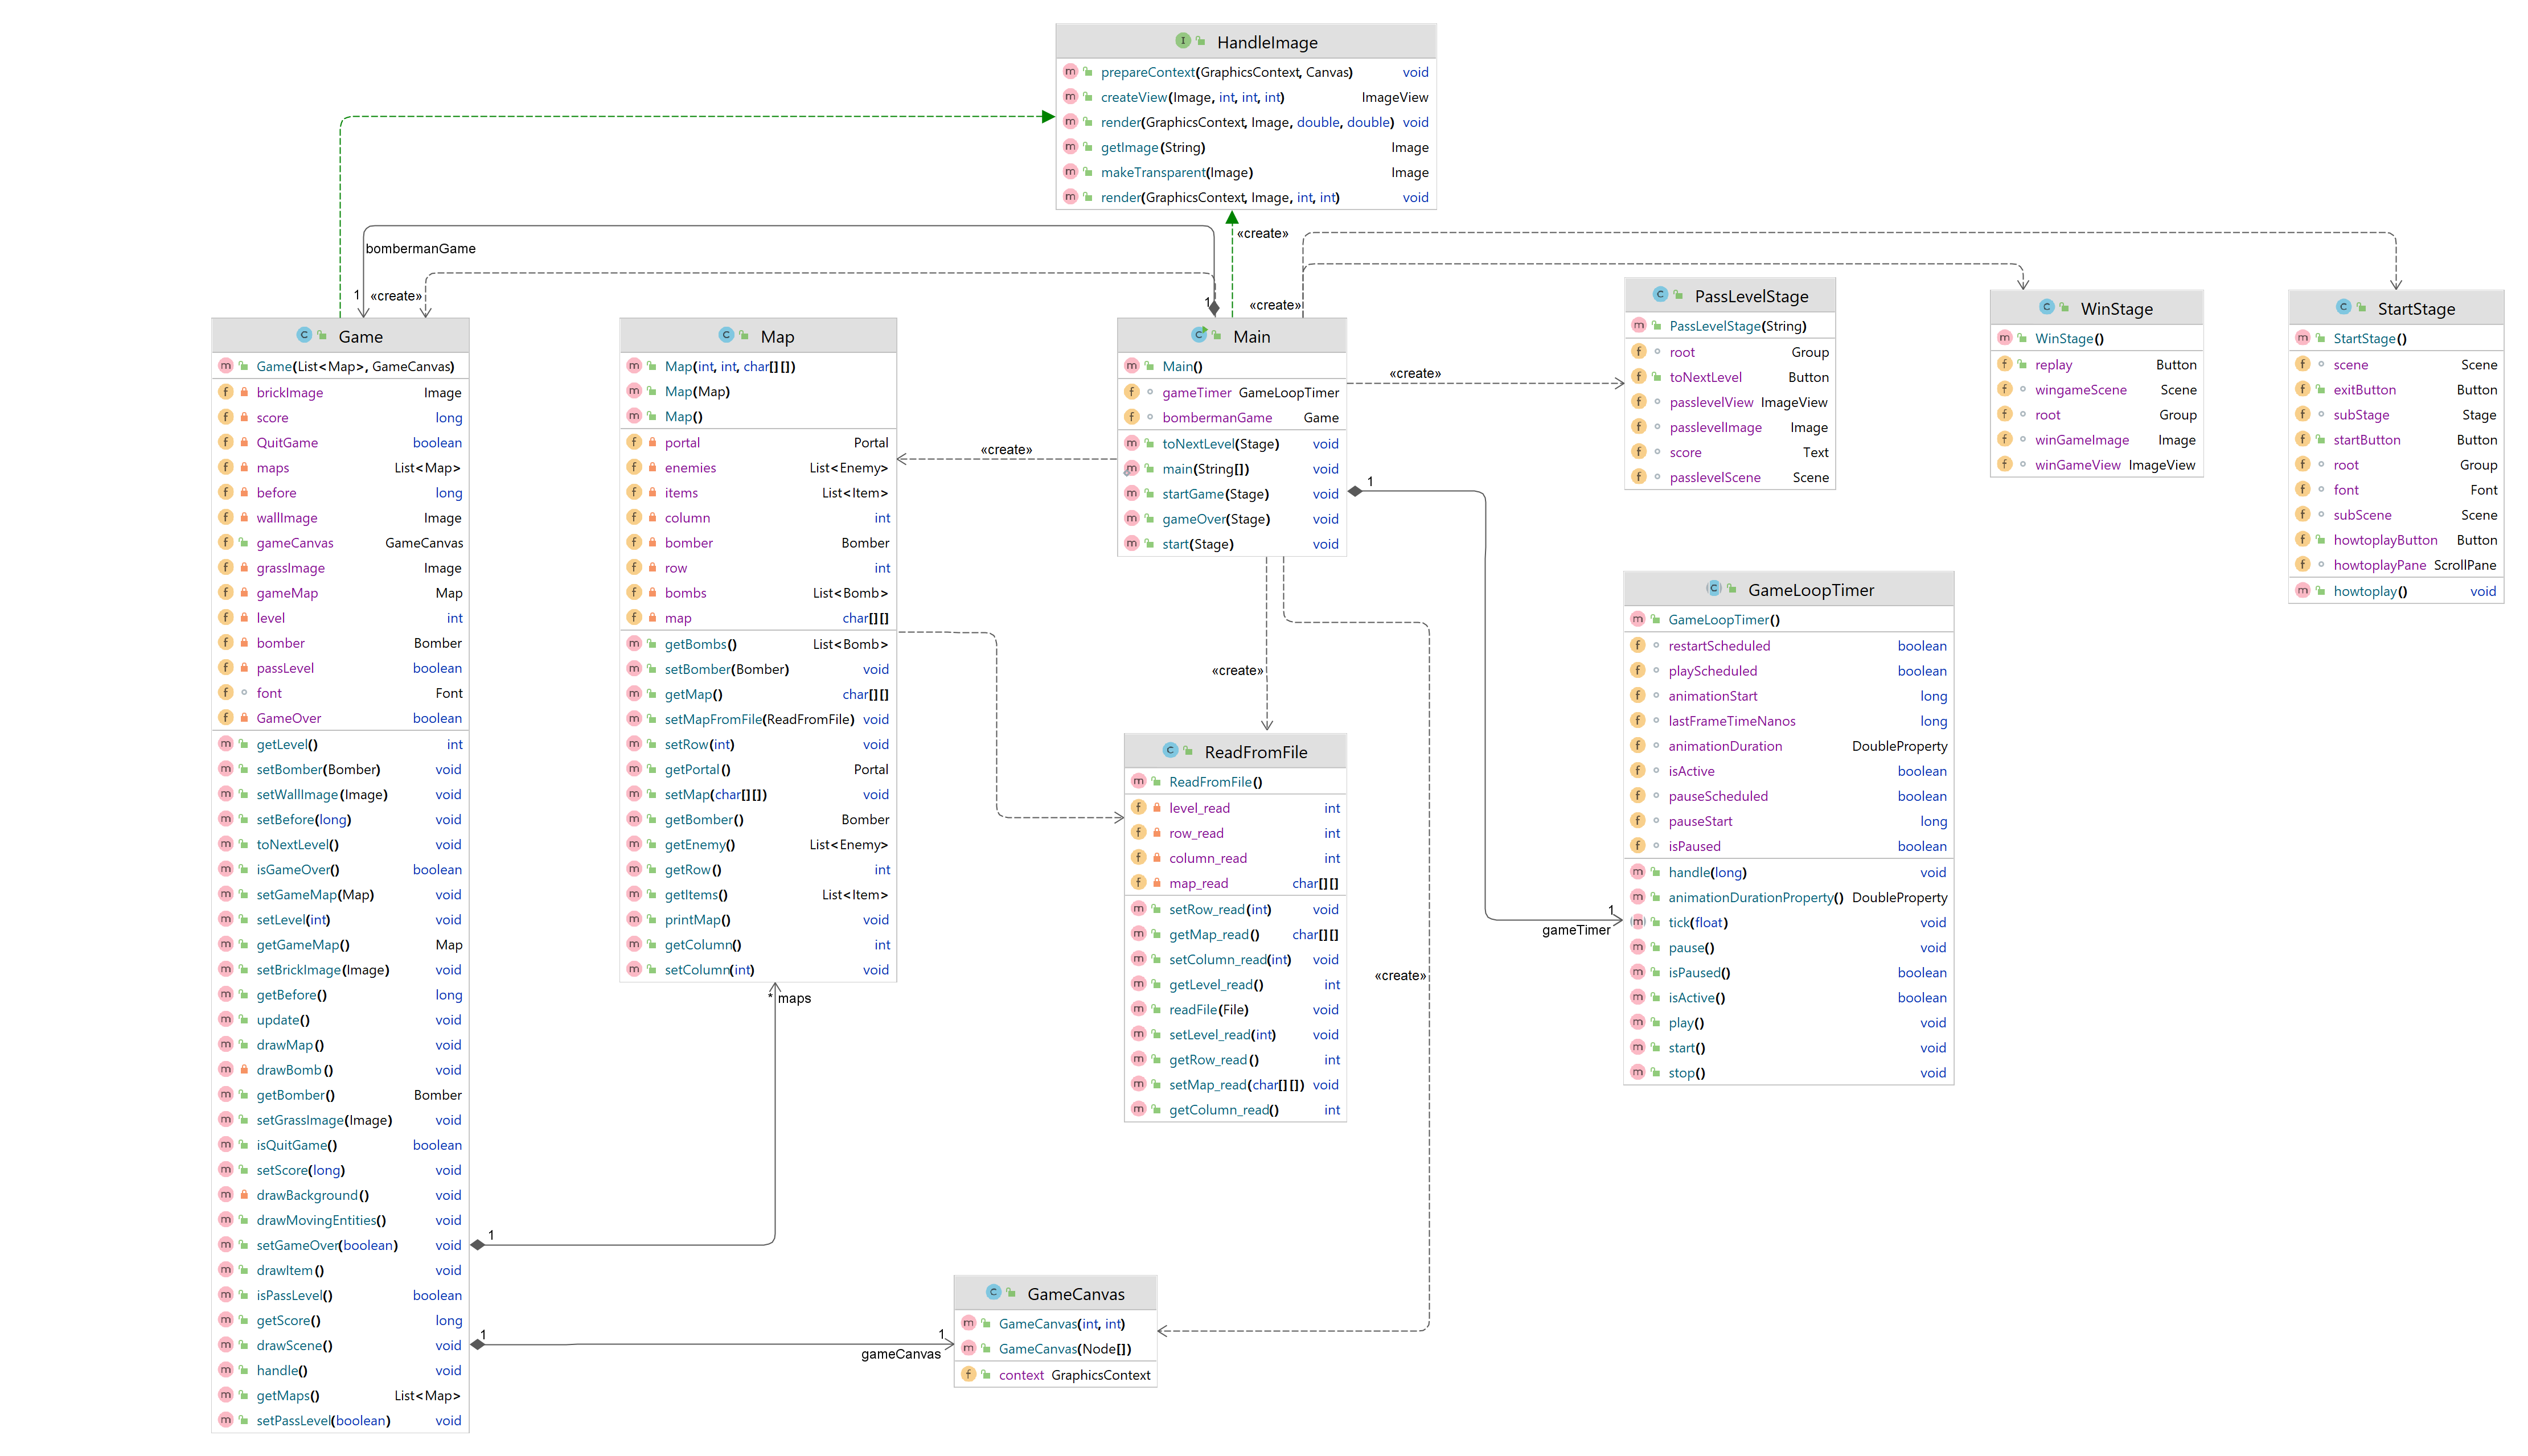 HandleImage
prepareContext(GraphicsContext, Canvas) void
createView(Image, int, int, int) ImageView
render(GraphicsContext, Image, double, double) void
getImage(String) Image
makeTransparent(Image) Image
render(GraphicsContext, Image, int, int) void
«create»
bombermanGame
1
«create»
1
«create»
Game
Game(List<Map>, GameCanvas)
brickImage Image
score long
QuitGame boolean
maps List<Map>
before long
wallImage Image
gameCanvas GameCanvas
grassImage Image
gameMap Map
level int
bomber Bomber
passLevel boolean
font Font
GameOver boolean
getLevel() int
setBomber(Bomber) void
setWallImage(Image) void
setBefore(long) void
toNextLevel() void
isGameOver() boolean
setGameMap(Map) void
setLevel(int) void
getGameMap() Map
setBrickImage(Image) void
getBefore() long
update() void
drawMap() void
drawBomb() void
getBomber() Bomber
setGrassImage(Image) void
isQuitGame() boolean
setScore(long) void
drawBackground() void
drawMovingEntities() void
setGameOver(boolean) void
drawItem() void
isPassLevel() boolean
getScore() long
drawScene() void
handle() void
getMaps() List<Map>
setPassLevel(boolean) void
Map
Map(int, int, char[][])
Map(Map)
Map()
portal Portal
enemies List<Enemy>
items List<Item>
column int
bomber Bomber
row int
bombs List<Bomb>
map char[][]
getBombs() List<Bomb>
setBomber(Bomber) void
getMap() char[][]
setMapFromFile(ReadFromFile) void
setRow(int) void
getPortal() Portal
setMap(char[][]) void
getBomber() Bomber
getEnemy() List<Enemy>
getRow() int
getItems() List<Item>
printMap() void
getColumn() int
setColumn(int) void
* maps
1
1
1
gameCanvas
«create»
Main
Main()
gameTimer GameLoopTimer
bombermanGame Game
toNextLevel(Stage) void
main(String[]) void
startGame(Stage) void
gameOver(Stage) void
start(Stage) void
«create»
1
«create»
ReadFromFile
ReadFromFile()
level_read int
row_read int
column_read int
map_read char[][]
setRow_read(int) void
getMap_read() char[][]
setColumn_read(int) void
getLevel_read() int
readFile(File) void
setLevel_read(int) void
getRow_read() int
setMap_read(char[][]) void
getColumn_read() int
«create»
GameCanvas
GameCanvas(int, int)
GameCanvas(Node[])
context GraphicsContext
PassLevelStage
PassLevelStage(String)
root Group
toNextLevel Button
passlevelView ImageView
passlevelImage Image
score Text
passlevelScene Scene
WinStage
WinStage()
replay Button
wingameScene Scene
root Group
winGameImage Image
winGameView ImageView
StartStage
StartStage()
scene Scene
exitButton Button
subStage Stage
startButton Button
root Group
font Font
subScene Scene
howtoplayButton Button
howtoplayPane ScrollPane
howtoplay() void
GameLoopTimer
GameLoopTimer()
restartScheduled boolean
playScheduled boolean
animationStart long
lastFrameTimeNanos long
animationDuration DoubleProperty
isActive boolean
pauseScheduled boolean
pauseStart long
isPaused boolean
handle(long) void
animationDurationProperty() DoubleProperty
tick(float) void
pause() void
isPaused() boolean
isActive() boolean
play() void
start() void
stop() void
1
gameTimer